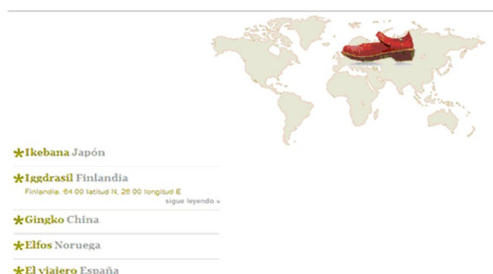 *Ikebana Japón
*Iggdrasil Finlandia
Finlandia. 64 00 latitud N, 26 00 longitud E
sigue leyendo »
*Gingko China
*Elfos Noruega
*El viajero España